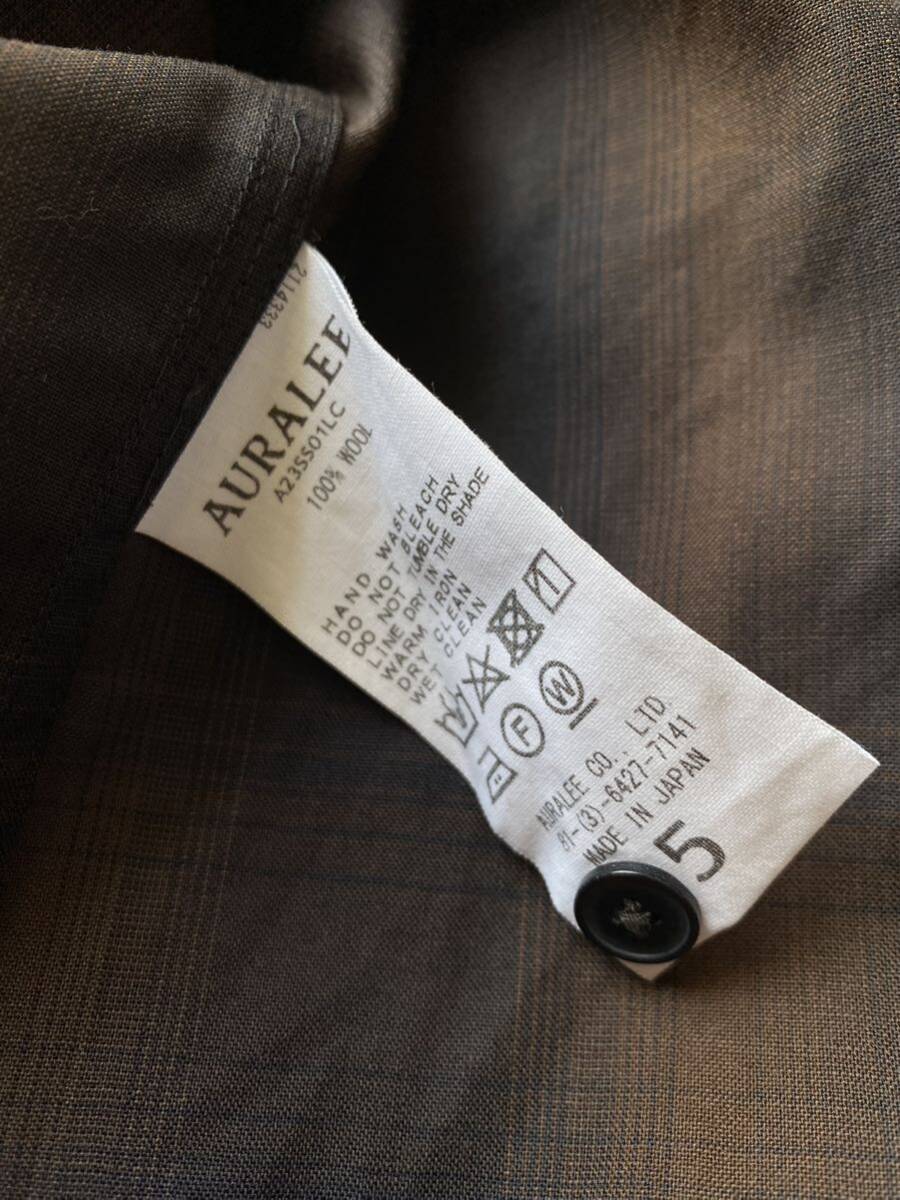 2114333
AURALEE
A23SS01LC
100% WOOL
HAND WASH
DO NOT BLEACH
DO NOT TUMBLE DRY
LINE DRY IN THE SHADE
WARM IRON
DRY CLEAN
WET CLEAN
F W
AURALEE CO., LTD
81-(3)-6427-7141
MADE IN JAPAN
5